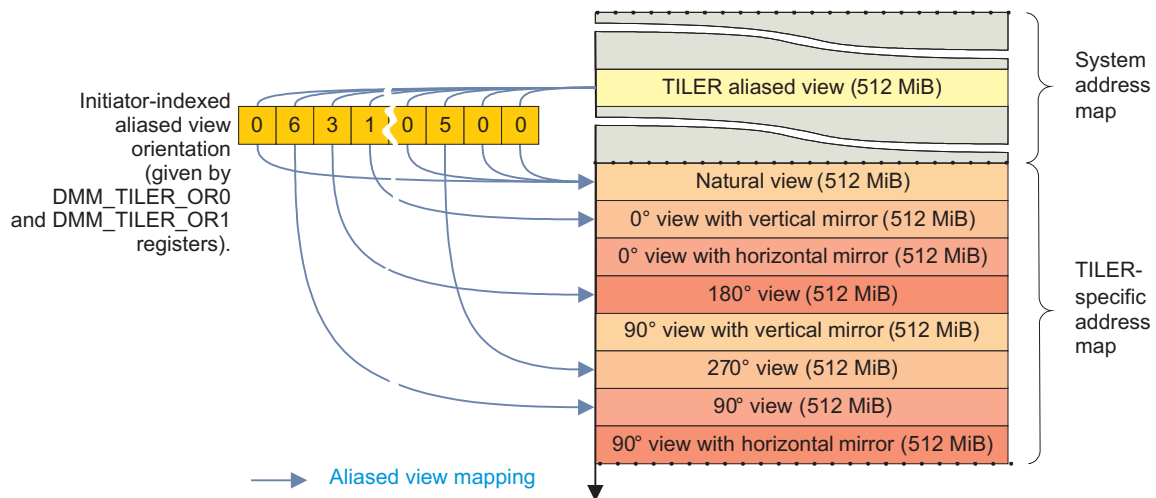 TILER aliased view (512 MiB)
System
address
map
Initiator-indexed
aliased view
orientation
(given by
DMM_TILER_OR0
and DMM_TILER_OR1
registers).
0 6 3 1 0 5 0 0
Natural view (512 MiB)
0° view with vertical mirror (512 MiB)
0° view with horizontal mirror (512 MiB)
180° view (512 MiB)
90° view with vertical mirror (512 MiB)
270° view (512 MiB)
90° view (512 MiB)
90° view with horizontal mirror (512 MiB)
TILER-
specific
address
map
Aliased view mapping